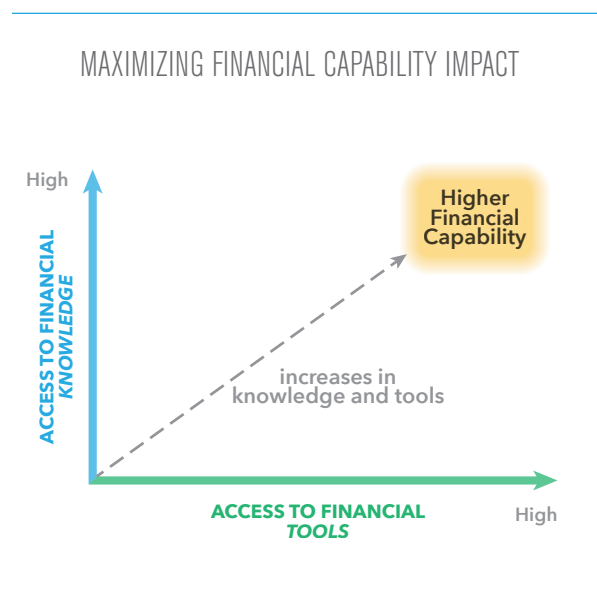 MAXIMIZING FINANCIAL CAPABILITY IMPACT
High
Higher
Financial
Capability
ACCESS TO FINANCIAL
KNOWLEDGE
increases in
knowledge and tools
ACCESS TO FINANCIAL
TOOLS
High